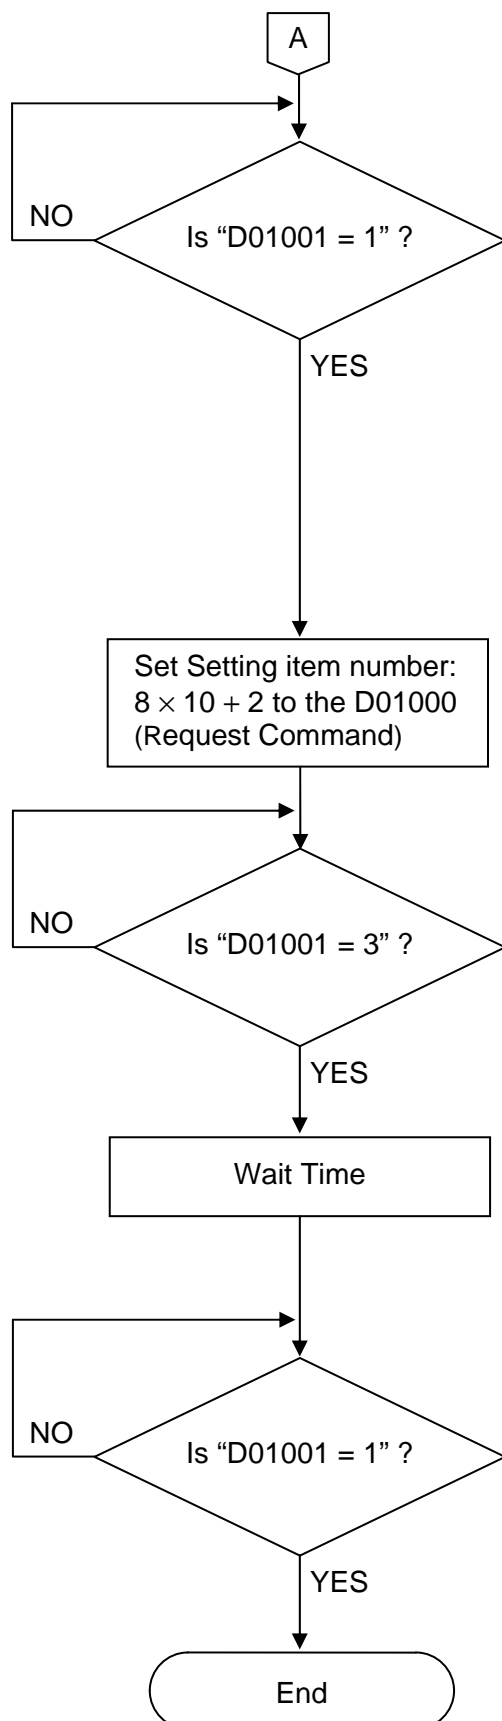 A
NO
Is “D01001 = 1” ?
YES
Set Setting item number:
8 × 10 + 2 to the D01000
(Request Command)
NO
Is “D01001 = 3” ?
YES
Wait Time
NO
Is “D01001 = 1” ?
YES
End